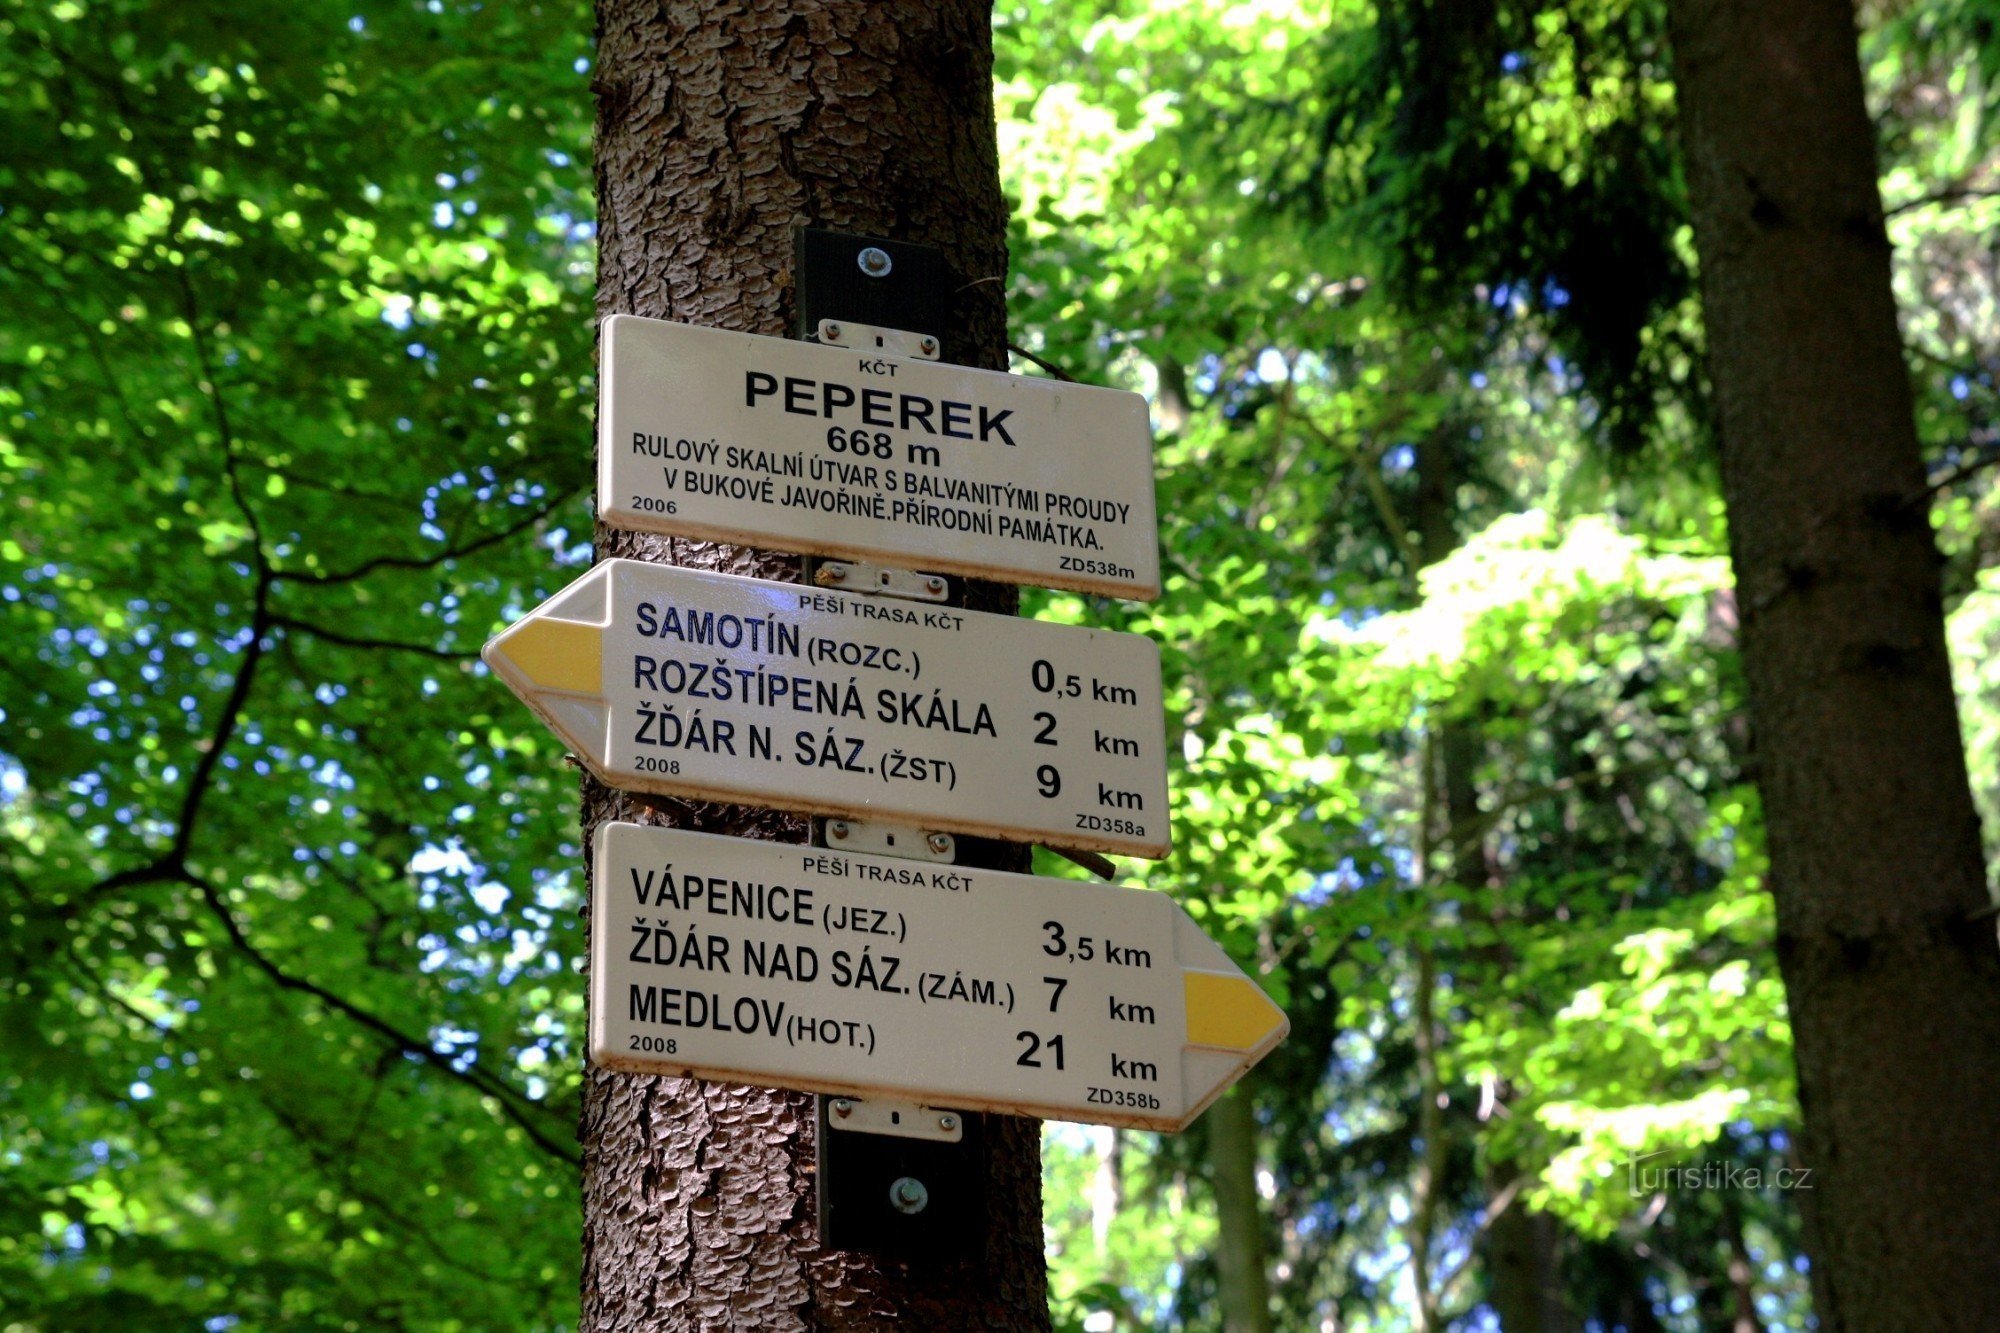 KČT
PEPEREK
668 m
RULOVÝ SKALNÍ ÚTVAR S BALVANITÝMI PROUDY
V BUKOVÉ JAVOŘINĚ.PŘÍRODNÍ PAMÁTKA.
2006 ZD538m
PĚŠÍ TRASA KČT
SAMOTÍN (ROZC.) 0,5 km
ROZŠTÍPENÁ SKÁLA 2 km
ŽĎÁR N. SÁZ. (ŽST) 9 km
2008 ZD358a
PĚŠÍ TRASA KČT
VÁPENICE (JEZ.) 3,5 km
ŽĎÁR NAD SÁZ. (ZÁM.) 7 km
MEDLOV (HOT.) 21 km
2008 ZD358b
Turistika.cz